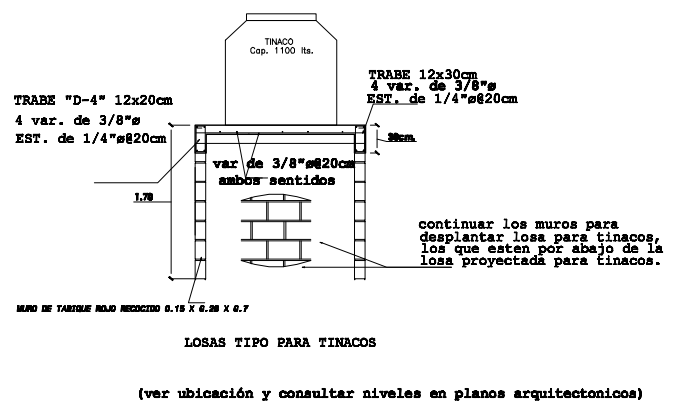 TINACO
Cap. 1100 lts.
TRABE 12x30cm
4 var. de 3/8"ø
EST. de 1/4"ø@20cm
TRABE "D-4" 12x20cm
4 var. de 3/8"ø
EST. de 1/4"ø@20cm
30cm.
var de 3/8"ø@20cm
ambos sentidos
1.70
continuar los muros para
desplantar losa para tinacos,
los que esten por abajo de la
losa proyectada para tinacos.
MURO DE TABIQUE ROJO RECOCIDO 0.15 X 0.28 X 0.7
LOSAS TIPO PARA TINACOS
(ver ubicación y consultar niveles en planos arquitectonicos)